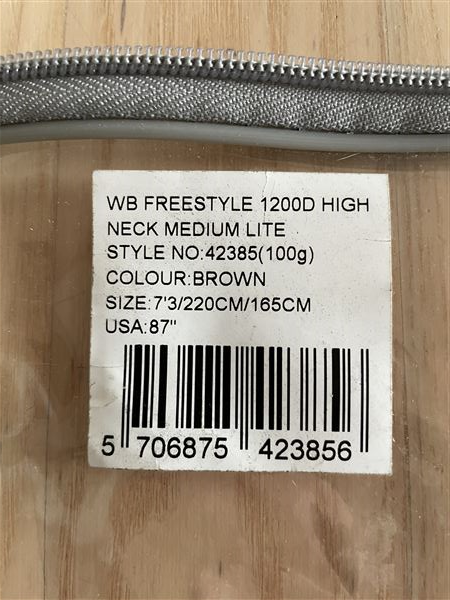 WB FREESTYLE 1200D HIGH
NECK MEDIUM LITE
STYLE NO:42385(100g)
COLOUR:BROWN
SIZE:7'3/220CM/165CM
USA:87"
5 706875 423856